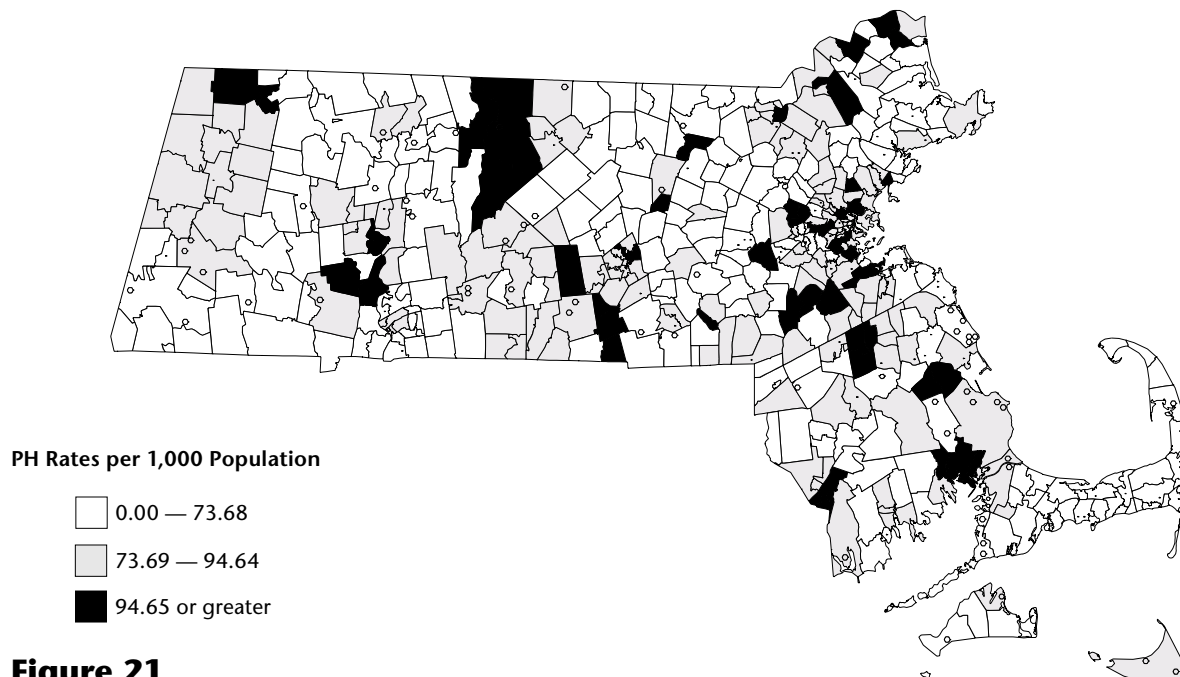 PH Rates per 1,000 Population
0.00 — 73.68
73.69 — 94.64
94.65 or greater
Figure 21